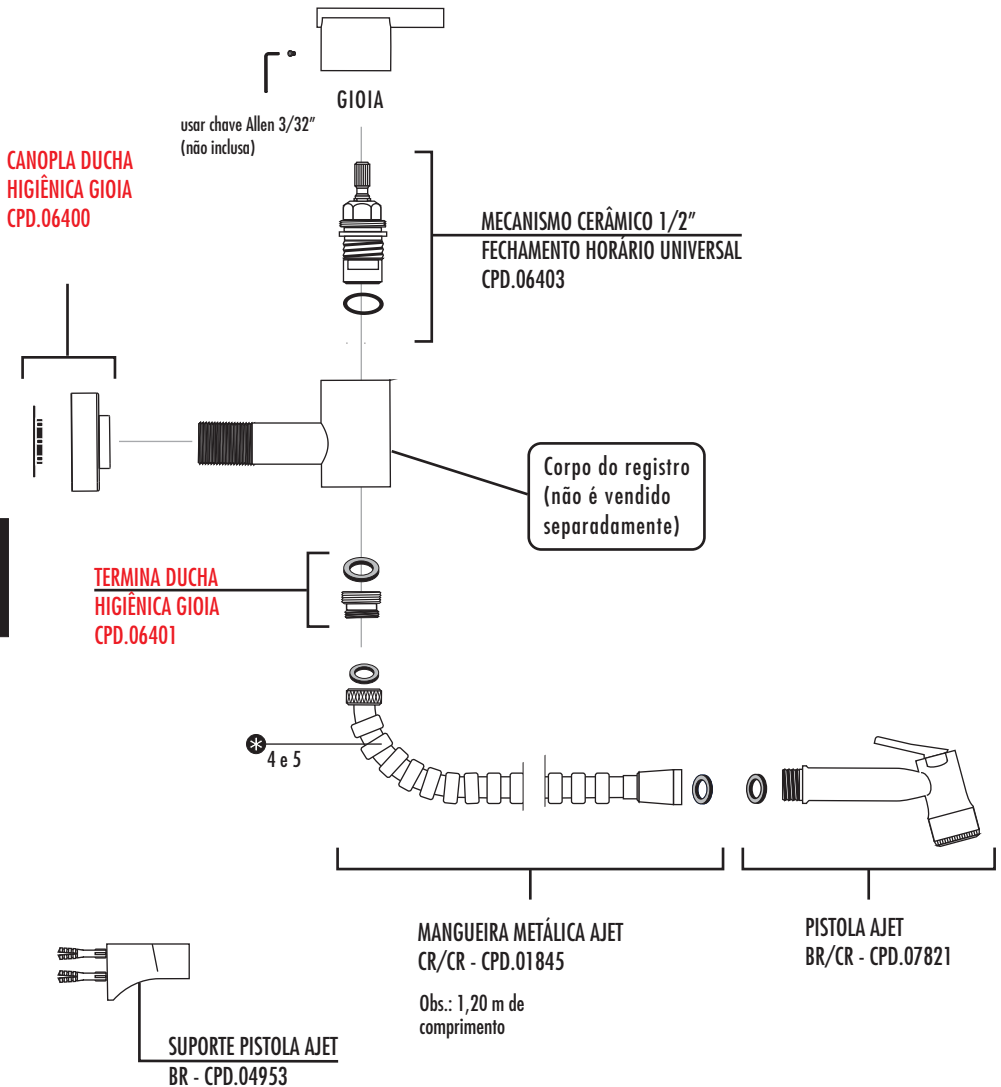 GIOIA
usar chave Allen 3/32”
(não inclusa)
CANOPLA DUCHA
HIGIÊNICA GIOIA
CPD.06400
MECANISMO CERÂMICO 1/2”
FECHAMENTO HORÁRIO UNIVERSAL
CPD.06403
Corpo do registro
(não é vendido
separadamente)
TERMINA DUCHA
HIGIÊNICA GIOIA
CPD.06401
4 e 5
MANGUEIRA METÁLICA AJET
CR/CR - CPD.01845
Obs.: 1,20 m de
comprimento
PISTOLA AJET
BR/CR - CPD.07821
SUPORTE PISTOLA AJET
BR - CPD.04953